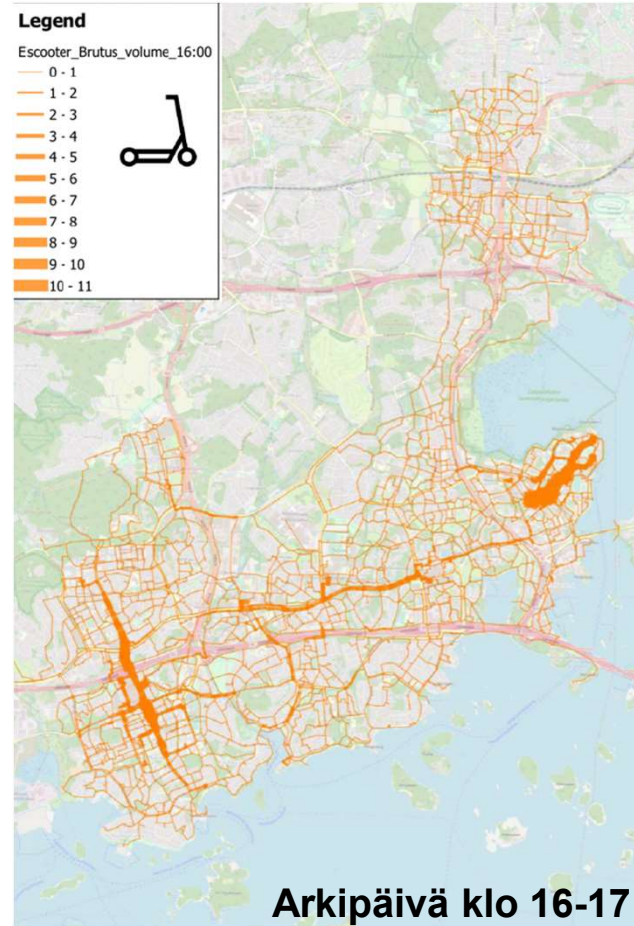 Legend
Escooter_Brutus_volume_16:00
0 - 1
1 - 2
2 - 3
3 - 4
4 - 5
5 - 6
6 - 7
7 - 8
8 - 9
9 - 10
10 - 11
Arkipäivä klo 16-17